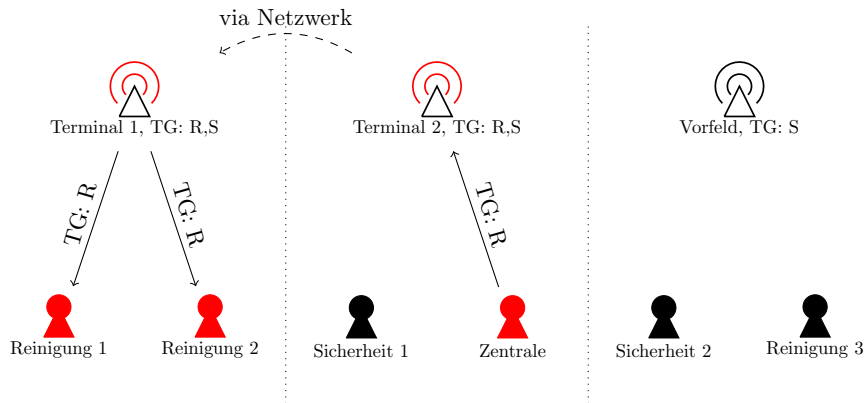 via Netzwerk
Terminal 1, TG: R,S
Terminal 2, TG: R,S
Vorfeld, TG: S
TG: R
TG: R
TG: R
Reinigung 1
Reinigung 2
Sicherheit 1
Zentrale
Sicherheit 2
Reinigung 3